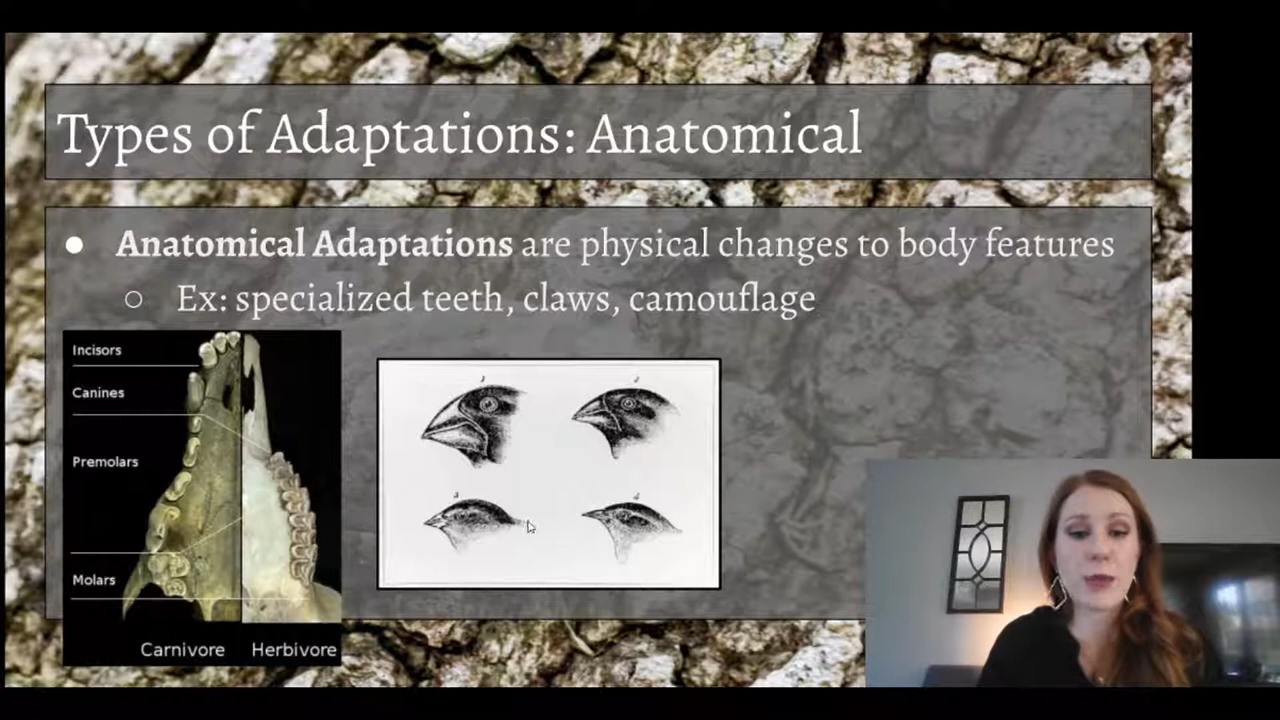 Types of Adaptations: Anatomical
● Anatomical Adaptations are physical changes to body features
○ Ex: specialized teeth, claws, camouflage
Incisors
Canines
Premolars
Molars
Carnivore Herbivore